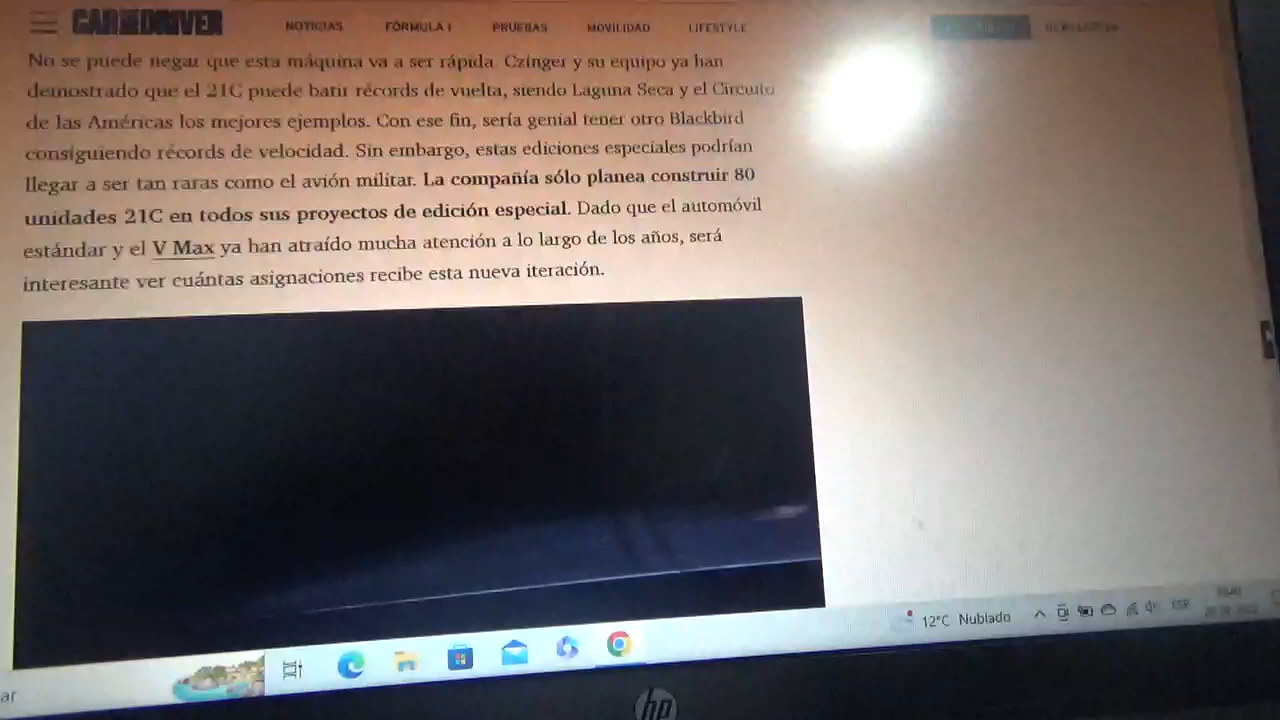 CAR AND DRIVER NOTICIAS FÓRMULA 1 PRUEBAS MOVILIDAD LIFESTYLE
No se puede negar que esta máquina va a ser rápida. Czinger y su equipo ya han
demostrado que el 21C puede batir récords de vuelta, siendo Laguna Seca y el Circuito
de las Américas los mejores ejemplos. Con ese fin, sería genial tener otro Blackbird
consiguiendo récords de velocidad. Sin embargo, estas ediciones especiales podrían
llegar a ser tan raras como el avión militar. La compañía sólo planea construir 80
unidades 21C en todos sus proyectos de edición especial. Dado que el automóvil
estándar y el V Max ya han atraído mucha atención a lo largo de los años, será
interesante ver cuántas asignaciones recibe esta nueva iteración.
12°C Nublado ESP
ar
hp